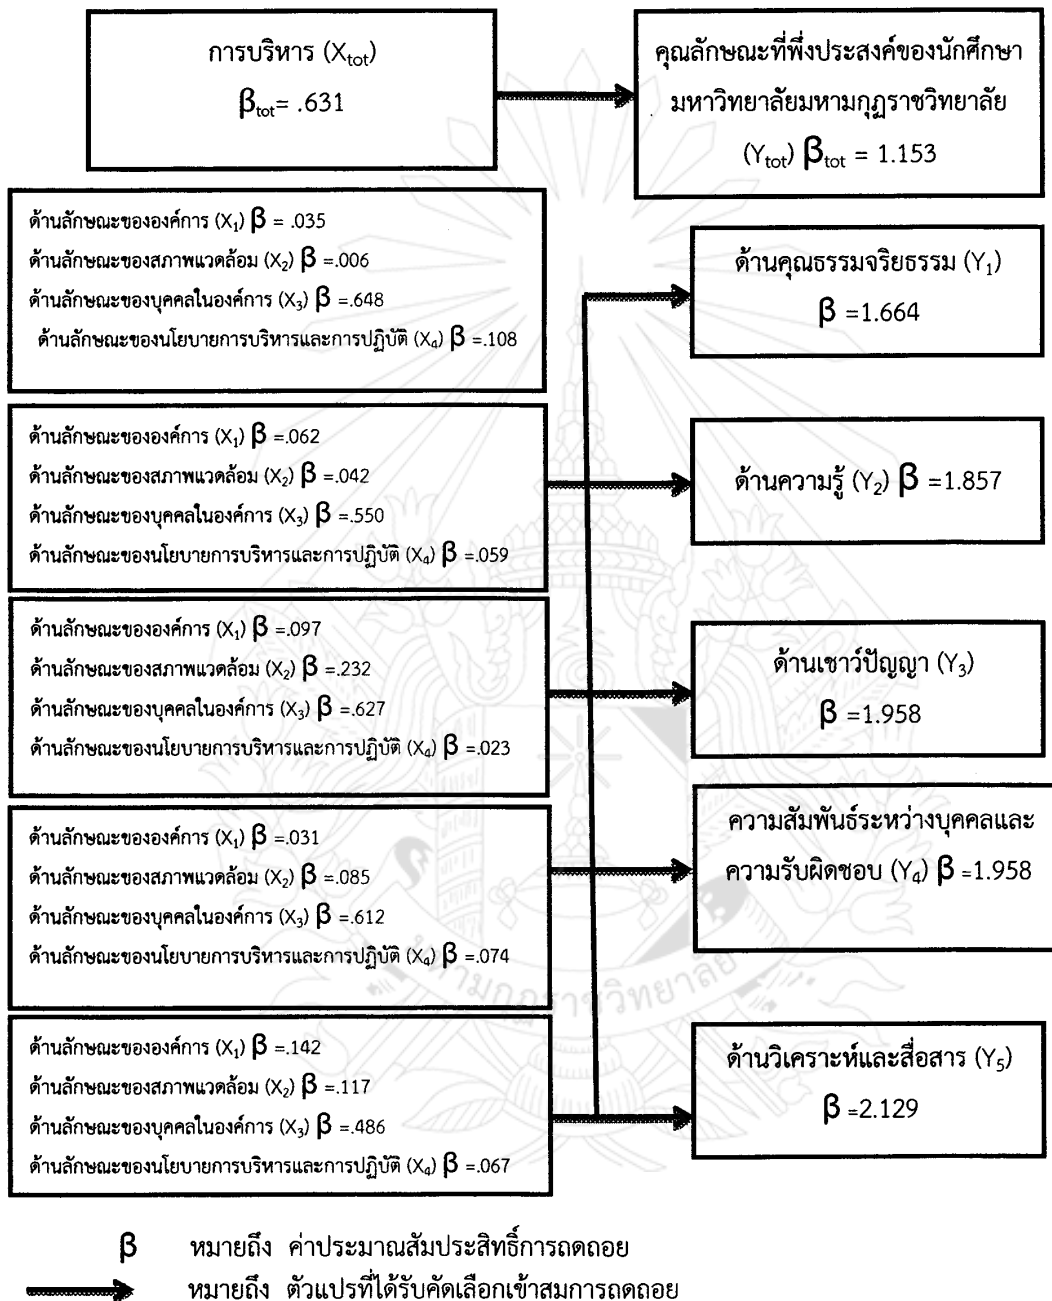 การบริหาร (Xtot)
βtot= .631
คุณลักษณะที่พึ่งประสงค์ของนักศึกษา
มหาวิทยาลัยมหามกุฏราชวิทยาลัย
(Ytot) βtot = 1.153
ด้านลักษณะขององค์การ (X1) β = .035
ด้านลักษณะของสภาพแวดล้อม (X2) β =.006
ด้านลักษณะของบุคคลในองค์การ (X3) β =.648
ด้านลักษณะของนโยบายการบริหารและการปฏิบัติ (X4) β =.108
ด้านคุณธรรมจริยธรรม (Y1)
β =1.664
ด้านลักษณะขององค์การ (X1) β =.062
ด้านลักษณะของสภาพแวดล้อม (X2) β =.042
ด้านลักษณะของบุคคลในองค์การ (X3) β =.550
ด้านลักษณะของนโยบายการบริหารและการปฏิบัติ (X4) β =.059
ด้านความรู้ (Y2) β =1.857
ด้านลักษณะขององค์การ (X1) β =.097
ด้านลักษณะของสภาพแวดล้อม (X2) β =.232
ด้านลักษณะของบุคคลในองค์การ (X3) β =.627
ด้านลักษณะของนโยบายการบริหารและการปฏิบัติ (X4) β =.023
ด้านเชาว์ปัญญา (Y3)
β =1.958
ด้านลักษณะขององค์การ (X1) β =.031
ด้านลักษณะของสภาพแวดล้อม (X2) β =.085
ด้านลักษณะของบุคคลในองค์การ (X3) β =.612
ด้านลักษณะของนโยบายการบริหารและการปฏิบัติ (X4) β =.074
ความสัมพันธ์ระหว่างบุคคลและ
ความรับผิดชอบ (Y4) β =1.958
ด้านลักษณะขององค์การ (X1) β =.142
ด้านลักษณะของสภาพแวดล้อม (X2) β =.117
ด้านลักษณะของบุคคลในองค์การ (X3) β =.486
ด้านลักษณะของนโยบายการบริหารและการปฏิบัติ (X4) β =.067
ด้านวิเคราะห์และสื่อสาร (Y5)
β =2.129
β หมายถึง ค่าประมาณสัมประสิทธิ์การถดถอย
หมายถึง ตัวแปรที่ได้รับคัดเลือกเข้าสมการถดถอย